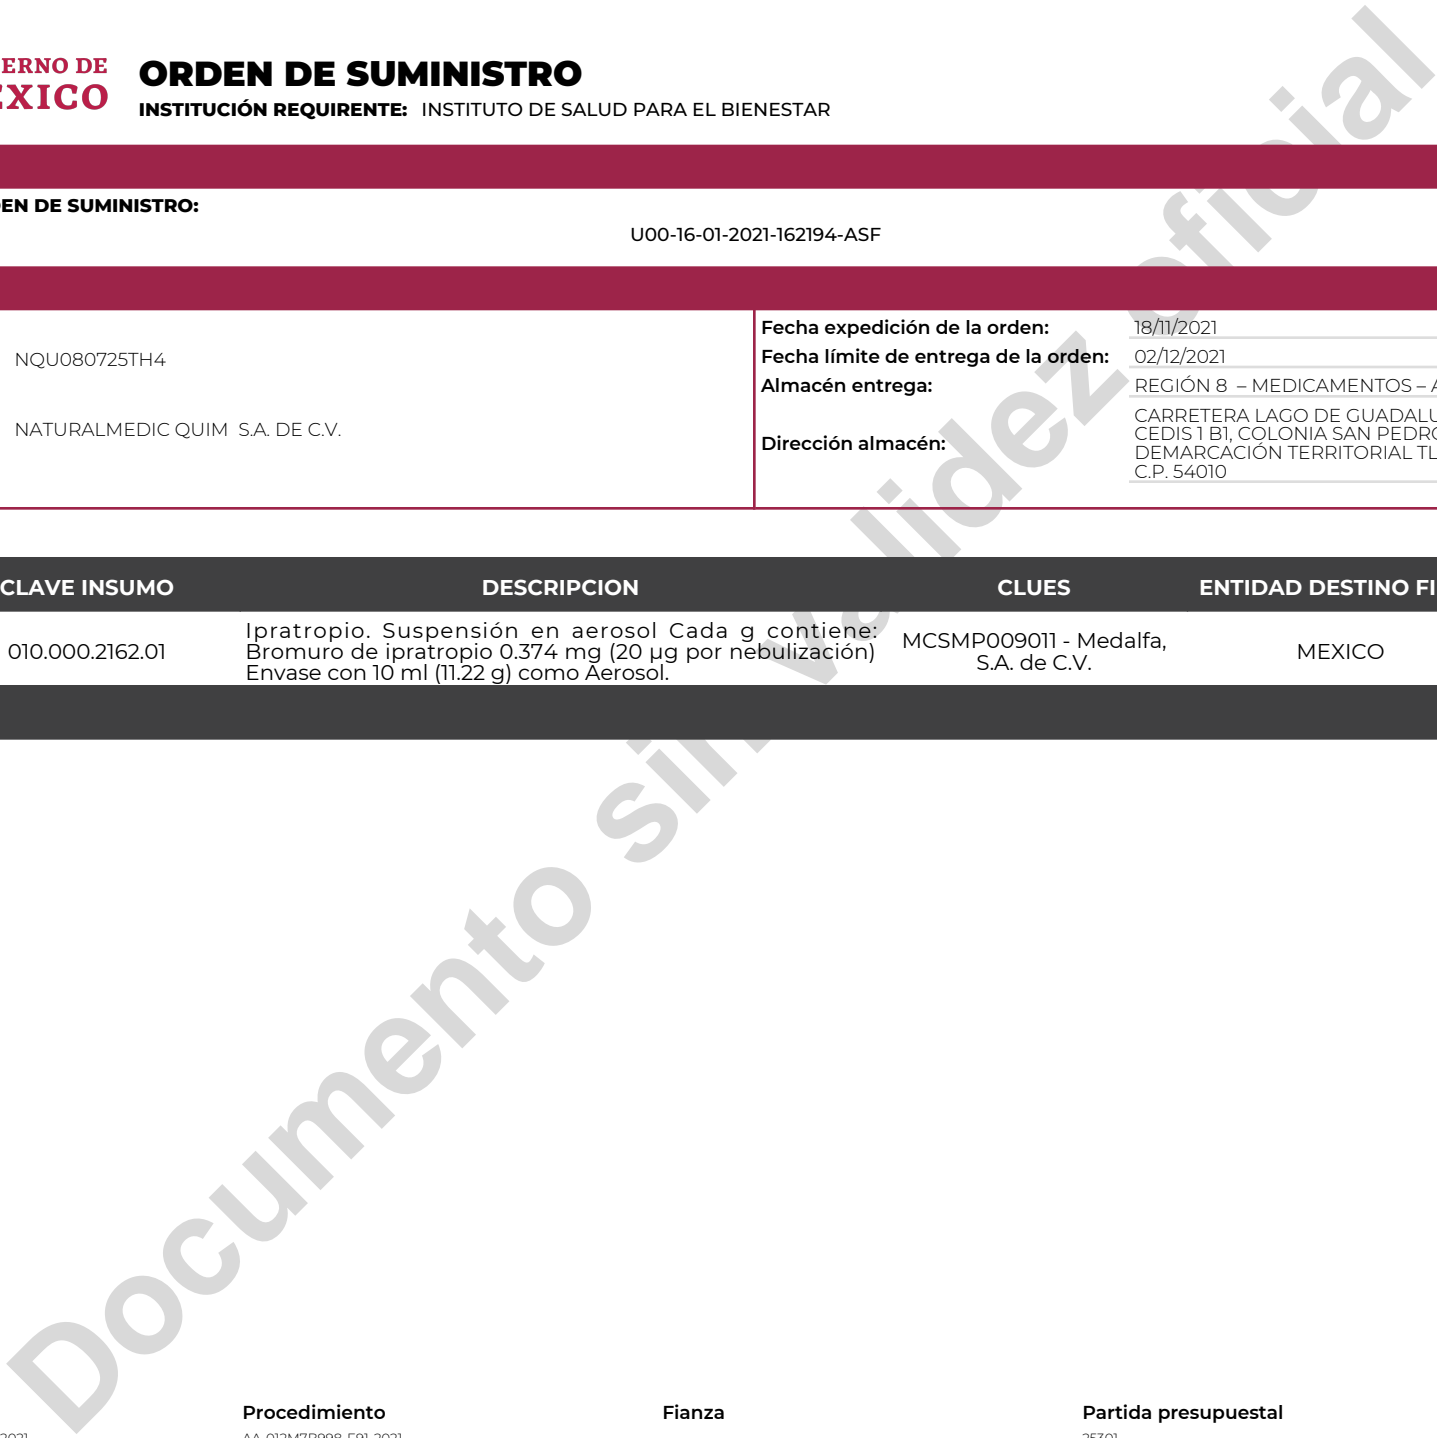 ERNO DE
EXICO
ORDEN DE SUMINISTRO
INSTITUCIÓN REQUIRENTE: INSTITUTO DE SALUD PARA EL BIENESTAR
EN DE SUMINISTRO:
U00-16-01-2021-162194-ASF
NQU080725TH4
NATURALMEDIC QUIM S.A. DE C.V.
Fecha expedición de la orden: 18/11/2021
Fecha límite de entrega de la orden: 02/12/2021
Almacén entrega: REGIÓN 8 – MEDICAMENTOS – A
Dirección almacén:
CARRETERA LAGO DE GUADALU
CEDIS 1 B1, COLONIA SAN PEDRO
DEMARCACIÓN TERRITORIAL TL
C.P. 54010
CLAVE INSUMO DESCRIPCION CLUES ENTIDAD DESTINO FI
010.000.2162.01
Ipratropio. Suspensión en aerosol Cada g contiene:
Bromuro de ipratropio 0.374 mg (20 µg por nebulización)
Envase con 10 ml (11.22 g) como Aerosol.
MCSMP009011 - Medalfa,
S.A. de C.V.
MEXICO
Documento sin validez oficial
Procedimiento Fianza Partida presupuestal